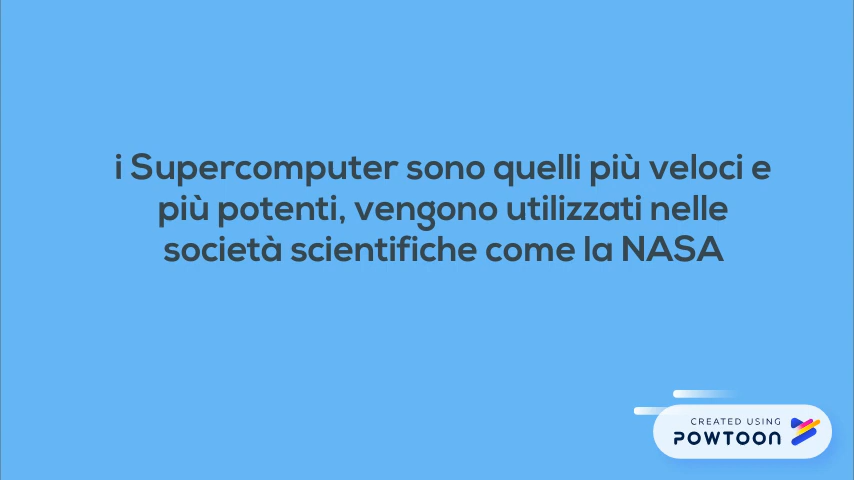 i Supercomputer sono quelli più veloci e
più potenti, vengono utilizzati nelle
società scientifiche come la NASA
CREATED USING
POWTOON